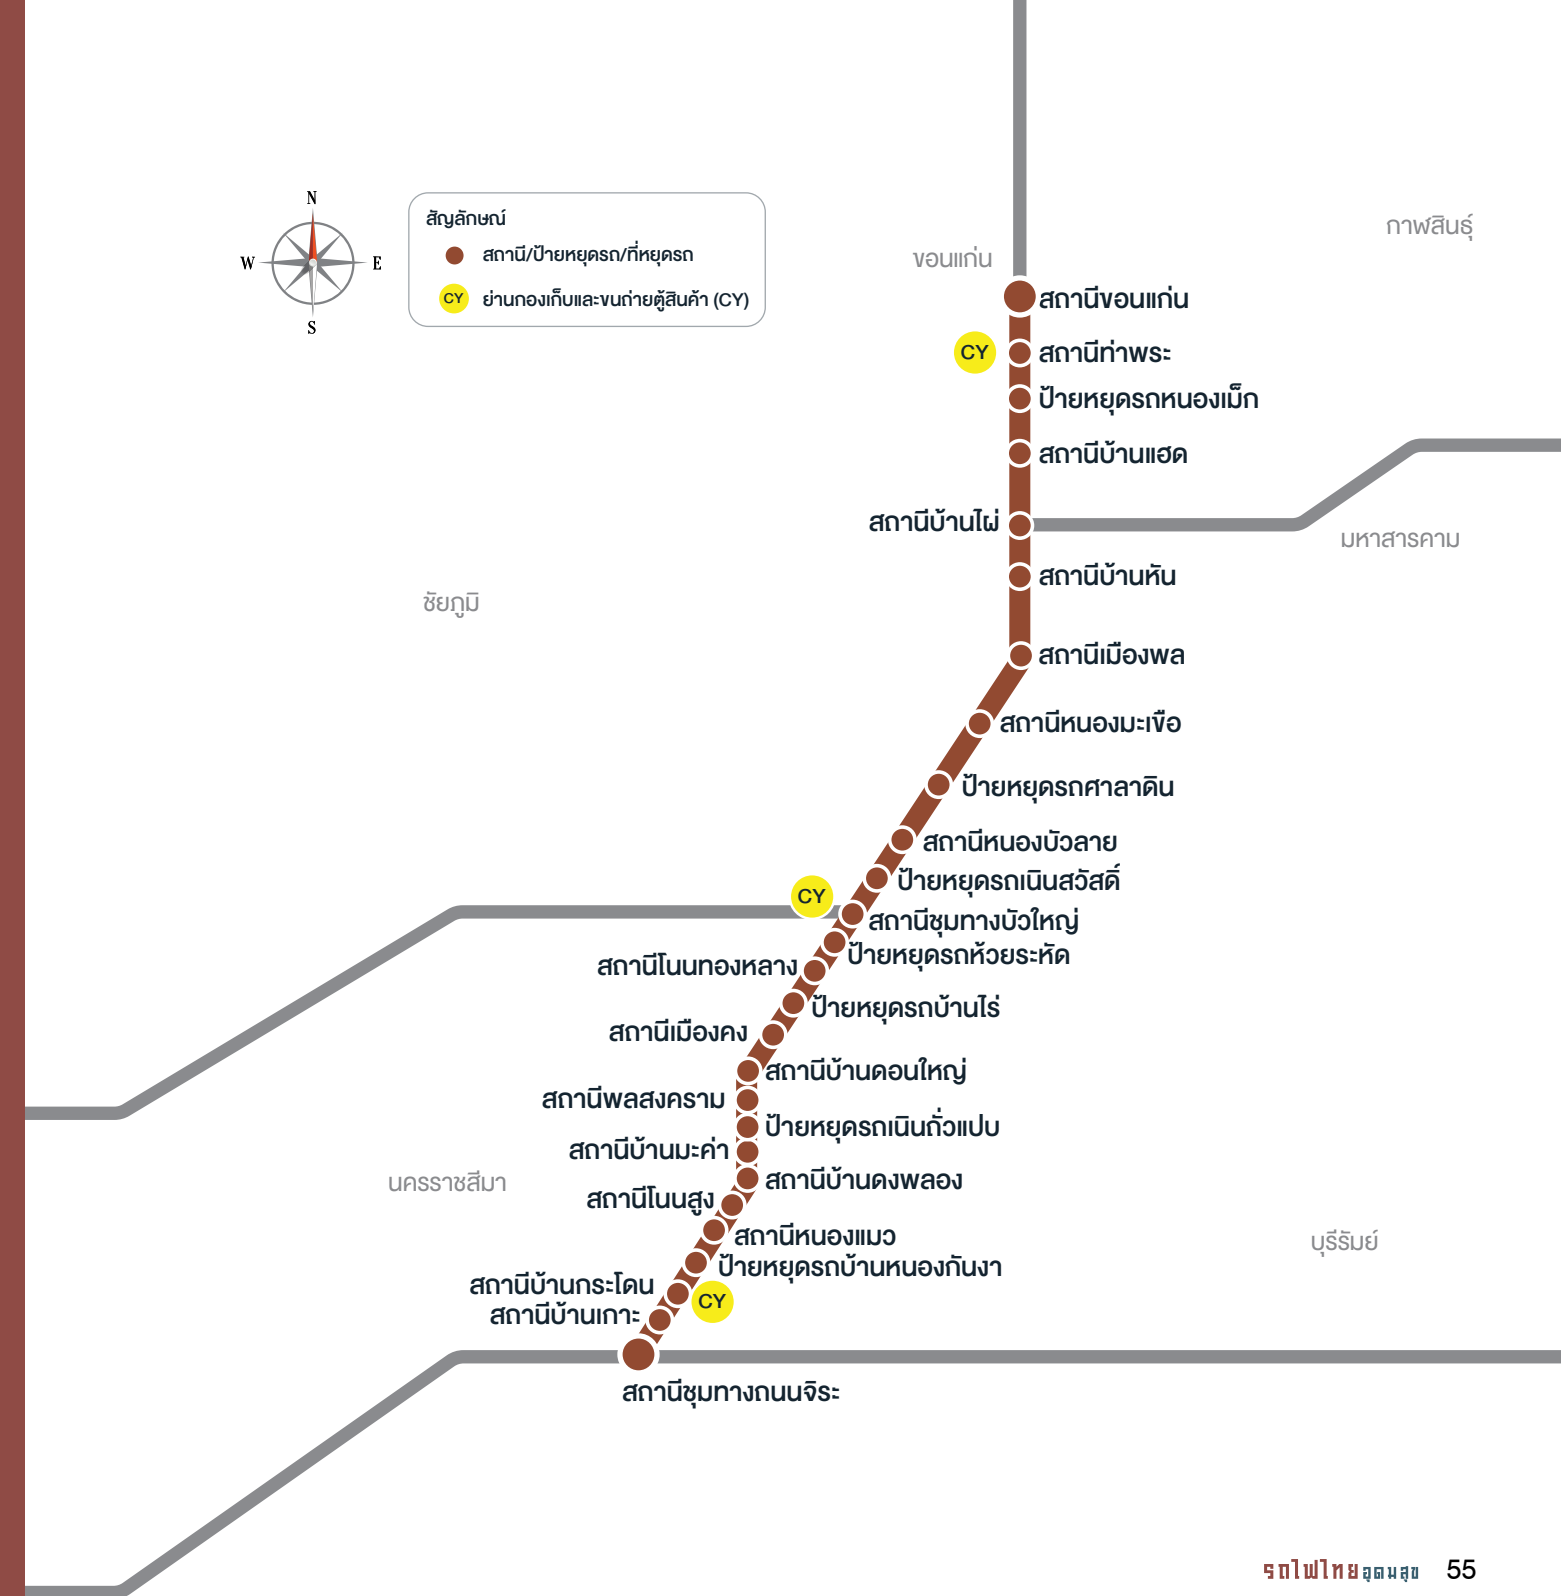 N
W
E
S
สัญลักษณ์
สถานี/ป้ายหยุดรถ/ที่หยุดรถ
CY ย่านกองเก็บและขนถ่ายตู้สินค้า (CY)
กาฬสินธุ์
ขอนแก่น
สถานีขอนแก่น
CY
สถานีท่าพระ
ป้ายหยุดรถหนองเม็ก
สถานีบ้านแฮด
สถานีบ้านไผ่
มหาสารคาม
สถานีบ้านหัน
ชัยภูมิ
สถานีเมืองพล
สถานีหนองมะเขือ
ป้ายหยุดรถศาลาดิน
สถานีหนองบัวลาย
ป้ายหยุดรถเนินสวัสดิ์
CY
สถานีชุมทางบัวใหญ่
ป้ายหยุดรถห้วยระหัด
สถานีโนนทองหลาง
ป้ายหยุดรถบ้านไร่
สถานีเมืองคง
สถานีบ้านดอนใหญ่
สถานีพลสงคราม
ป้ายหยุดรถเนินถั่วแปบ
สถานีบ้านมะค่า
สถานีบ้านดงพลอง
นครราชสีมา
สถานีโนนสูง
สถานีหนองแมว
บุรีรัมย์
ป้ายหยุดรถบ้านหนองกันงา
สถานีบ้านกระโดน
CY
สถานีบ้านเกาะ
สถานีชุมทางถนนจิระ
รถไฟไทยอุดมสุข 55